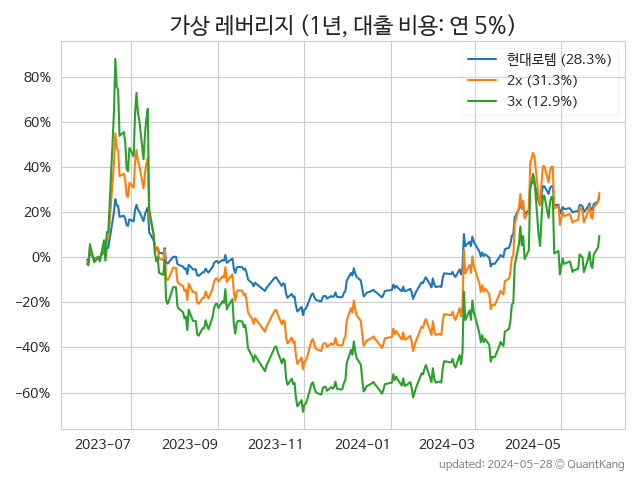 가상 레버리지 (1년, 대출 비용: 연 5%)
현대로템 (28.3%)
2x (31.3%)
3x (12.9%)
80%
60%
40%
20%
0%
−20%
−40%
−60%
2023-07 2023-09 2023-11 2024-01 2024-03 2024-05
updated: 2024-05-28 © QuantKang